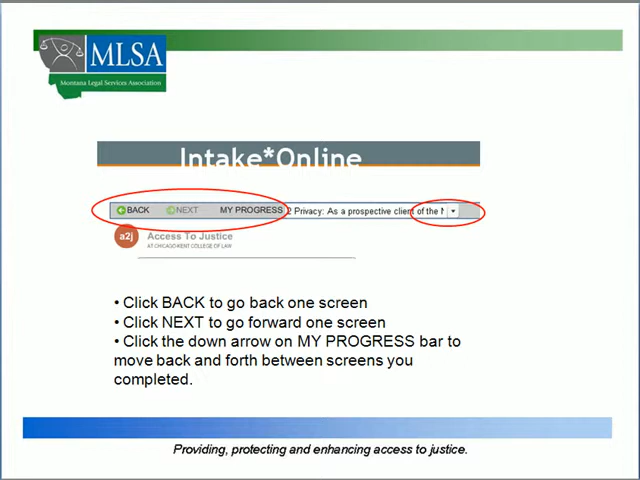 MLSA
Montana Legal Services Association
Intake*Online
BACK NEXT MY PROGRESS 2 Privacy: As a prospective client of the
a2j Access To Justice
AT CHICAGO KENT COLLEGE OF LAW
• Click BACK to go back one screen
• Click NEXT to go forward one screen
• Click the down arrow on MY PROGRESS bar to
move back and forth between screens you
completed.
Providing, protecting and enhancing access to justice.